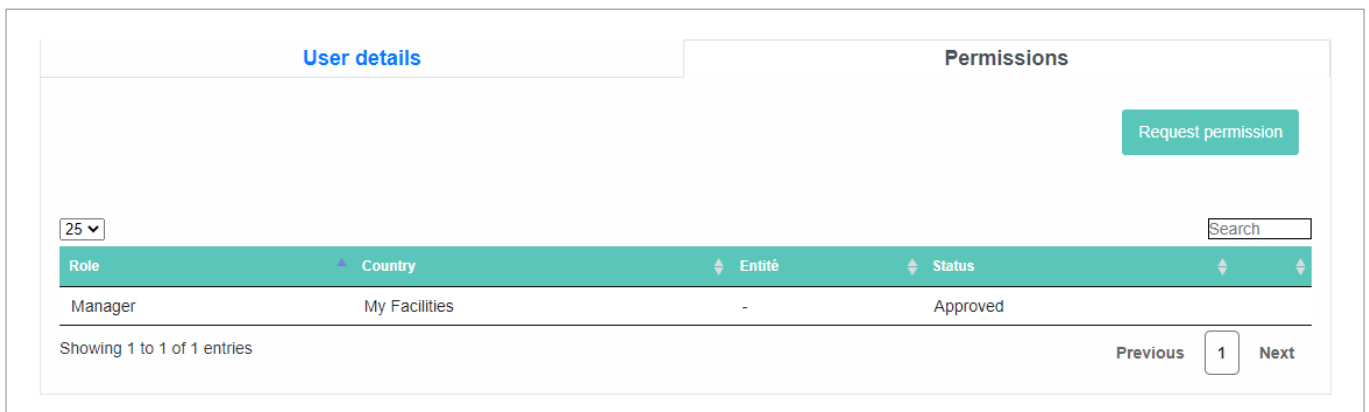 User details Permissions
Request permission
25
Search
Role Country Entité Status
Manager My Facilities - Approved
Showing 1 to 1 of 1 entries
Previous 1 Next